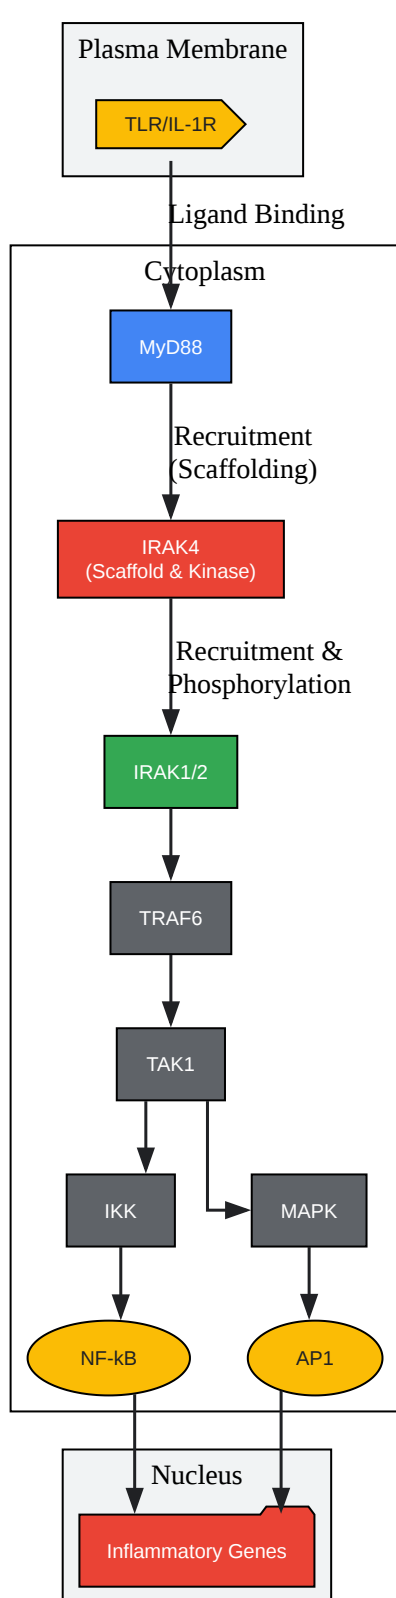 Plasma Membrane
TLR/IL-1R
Ligand Binding
Cytoplasm
MyD88
Recruitment
(Scaffolding)
IRAK4
(Scaffold & Kinase)
Recruitment &
Phosphorylation
IRAK1/2
TRAF6
TAK1
IKK
MAPK
NF-kB
AP1
Nucleus
Inflammatory Genes